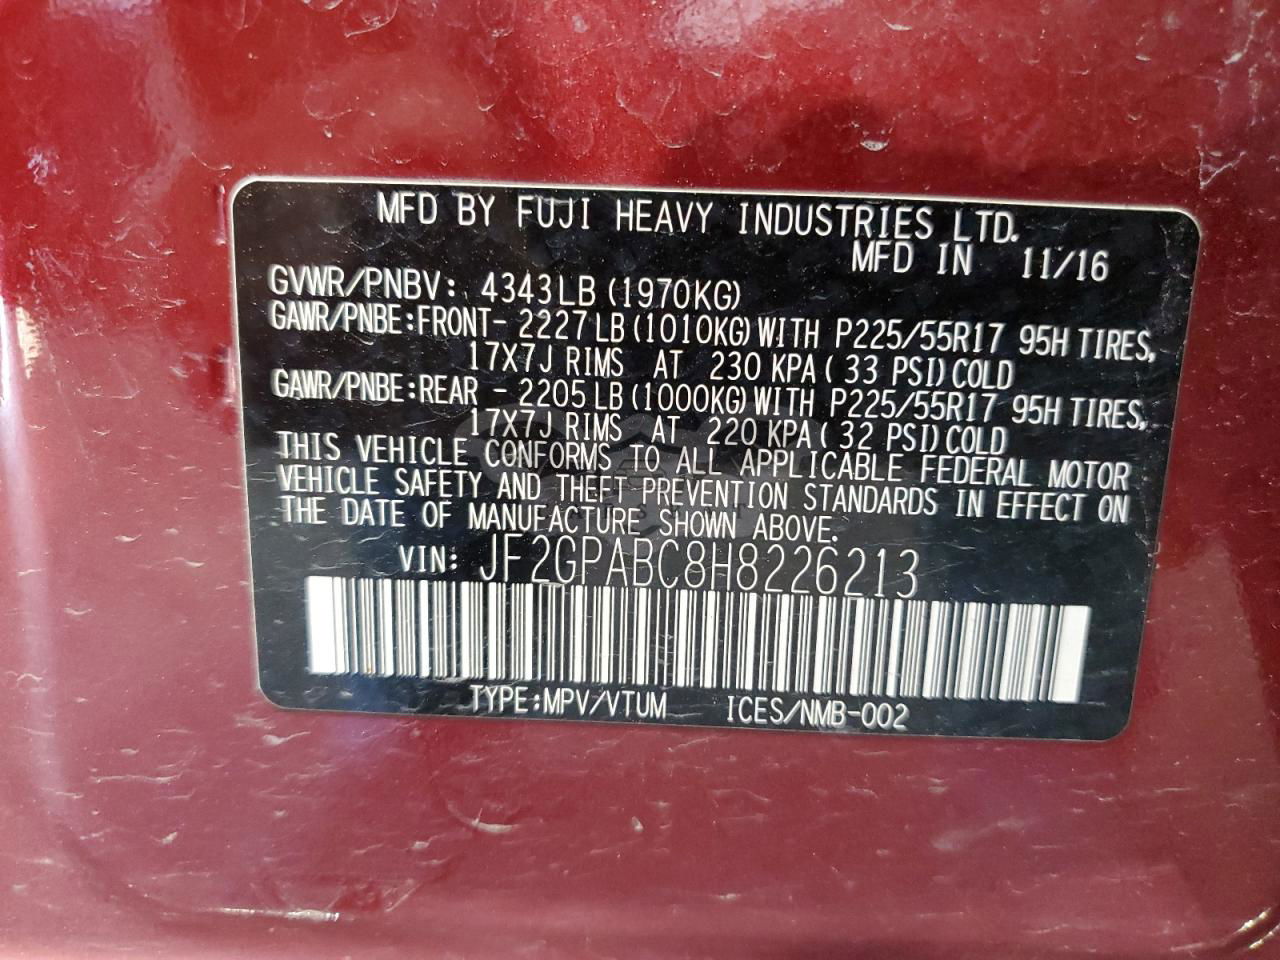 MFD BY FUJI HEAVY INDUSTRIES LTD.
MFD IN 11/16
GVWR/PNBV: 4343LB (1970KG)
GAWR/PNBE:FRONT- 2227LB (1010KG) WITH P225/55R17 95H TIRES,
17X7J RIMS AT 230 KPA ( 33 PSI) COLD
GAWR/PNBE:REAR - 2205LB (1000KG) WITH P225/55R17 95H TIRES,
17X7J RIMS AT 220 KPA ( 32 PSI) COLD
THIS VEHICLE CONFORMS TO ALL APPLICABLE FEDERAL MOTOR
VEHICLE SAFETY AND THEFT PREVENTION STANDARDS IN EFFECT ON
THE DATE OF MANUFACTURE SHOWN ABOVE.
VIN: JF2GPABC8H8226213
TYPE:MPV/VTUM ICES/NMB-002